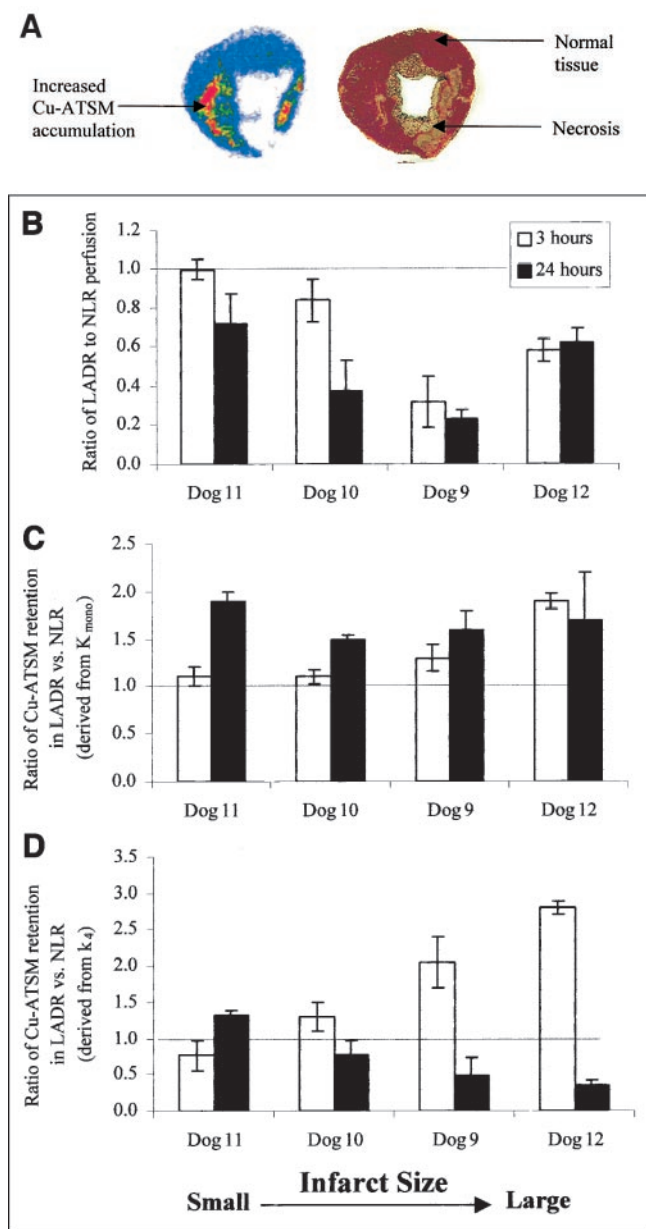 A
Increased
Cu-ATSM
accumulation
Normal
tissue
Necrosis
B
Ratio of LADR to NLR perfusion
1.2
1.0
0.8
0.6
0.4
0.2
0.0
3 hours
24 hours
Dog 11 Dog 10 Dog 9 Dog 12
C
Ratio of Cu-ATSM retention
in LADR vs. NLR
(derived from Kmono)
2.5
2.0
1.5
1.0
0.5
0.0
Dog 11 Dog 10 Dog 9 Dog 12
D
Ratio of Cu-ATSM retention
in LADR vs. NLR
(derived from k4)
3.5
3.0
2.5
2.0
1.5
1.0
0.5
0.0
Dog 11 Dog 10 Dog 9 Dog 12
Infarct Size
Small Large